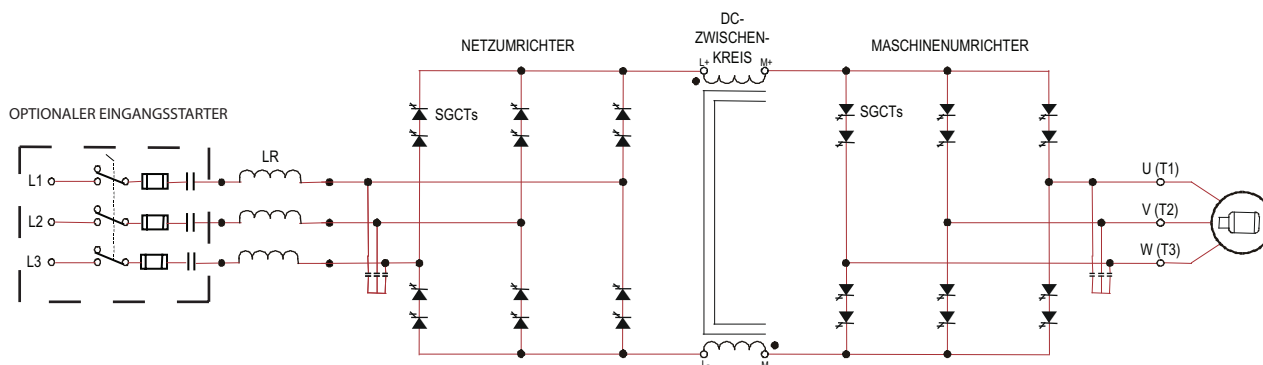 DC-
ZWISCHEN-
KREIS
NETZUMRICHTER
MASCHINENUMRICHTER
L+
M+
OPTIONALER EINGANGSSTARTER
SGCTs
SGCTs
LR
L1
L2
L3
U (T1)
V (T2)
W (T3)